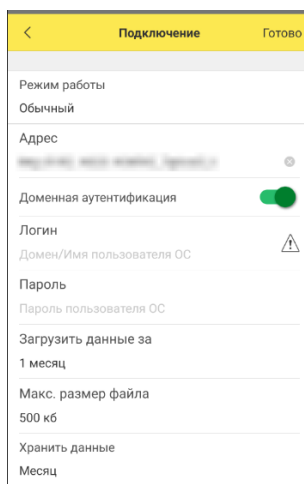 Подключение Готово
Режим работы
Обычный
Адрес
Доменная аутентификация
Логин
Домен/Имя пользователя ОС
Пароль
Пароль пользователя ОС
Загрузить данные за
1 месяц
Макс. размер файла
500 кб
Хранить данные
Месяц